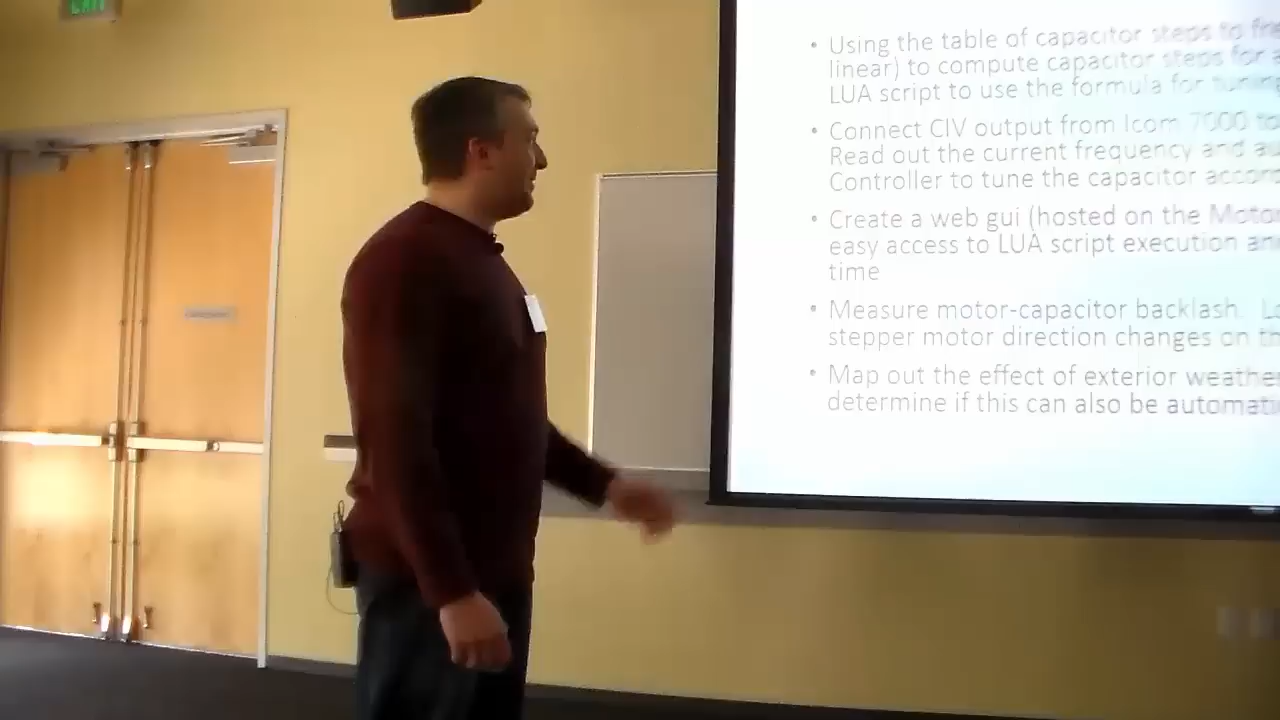 EXIT
• Using the table of capacitor steps to
linear) to compute capacitor steps for
LUA script to use the formula for tuning
• Connect CIV output from Icom 7000 to
Read out the current frequency and
Controller to tune the capacitor
• Create a web gui (hosted on the
easy access to LUA script execution
time
• Measure motor-capacitor backlash.
stepper motor direction changes on
• Map out the effect of exterior
determine if this can also be